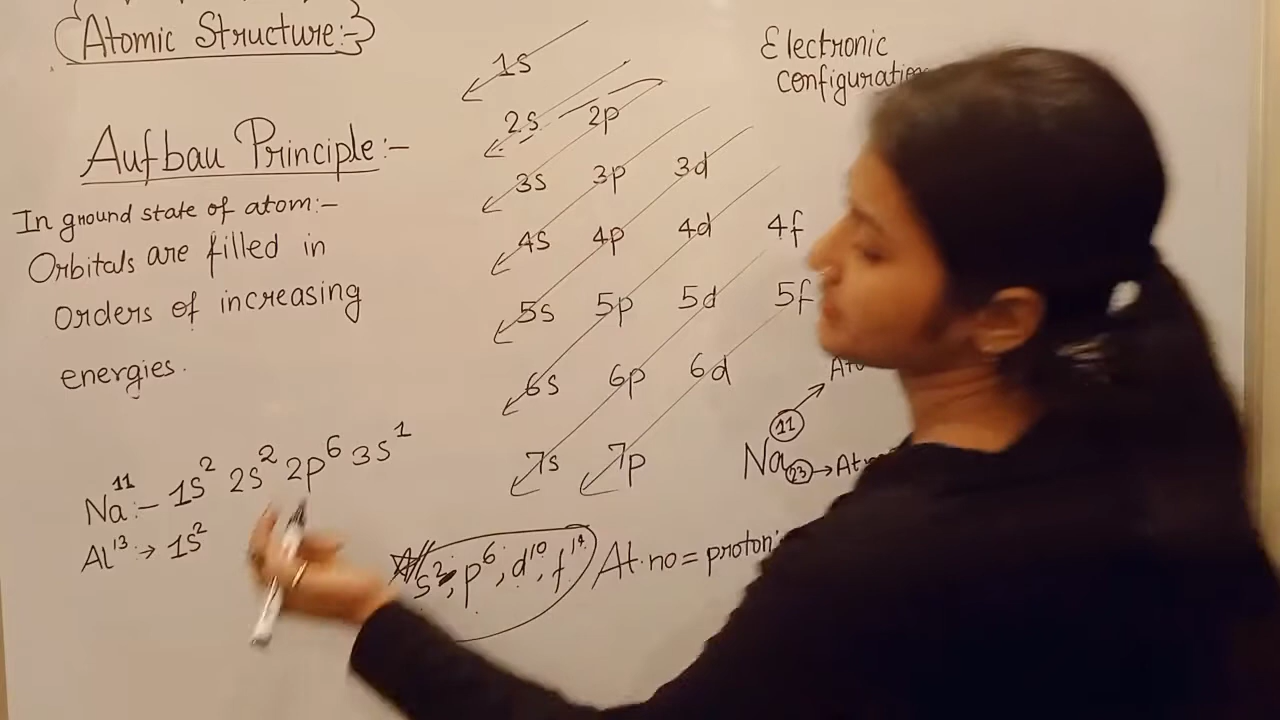 Atomic Structure:-
Aufbau Principle:-
In ground state of atom:-
Orbitals are filled in
orders of increasing
energies.
Na¹¹:- 1s² 2s² 2p⁶ 3s¹
Al¹³:→ 1s²
1s
2s 2p
3s 3p 3d
4s 4p 4d 4f
5s 5p 5d 5f
6s 6p 6d
7s 7p
s², p⁶, d¹⁰, f¹⁴
Electronic
configuration
11
Na 23 →
At.no = proton